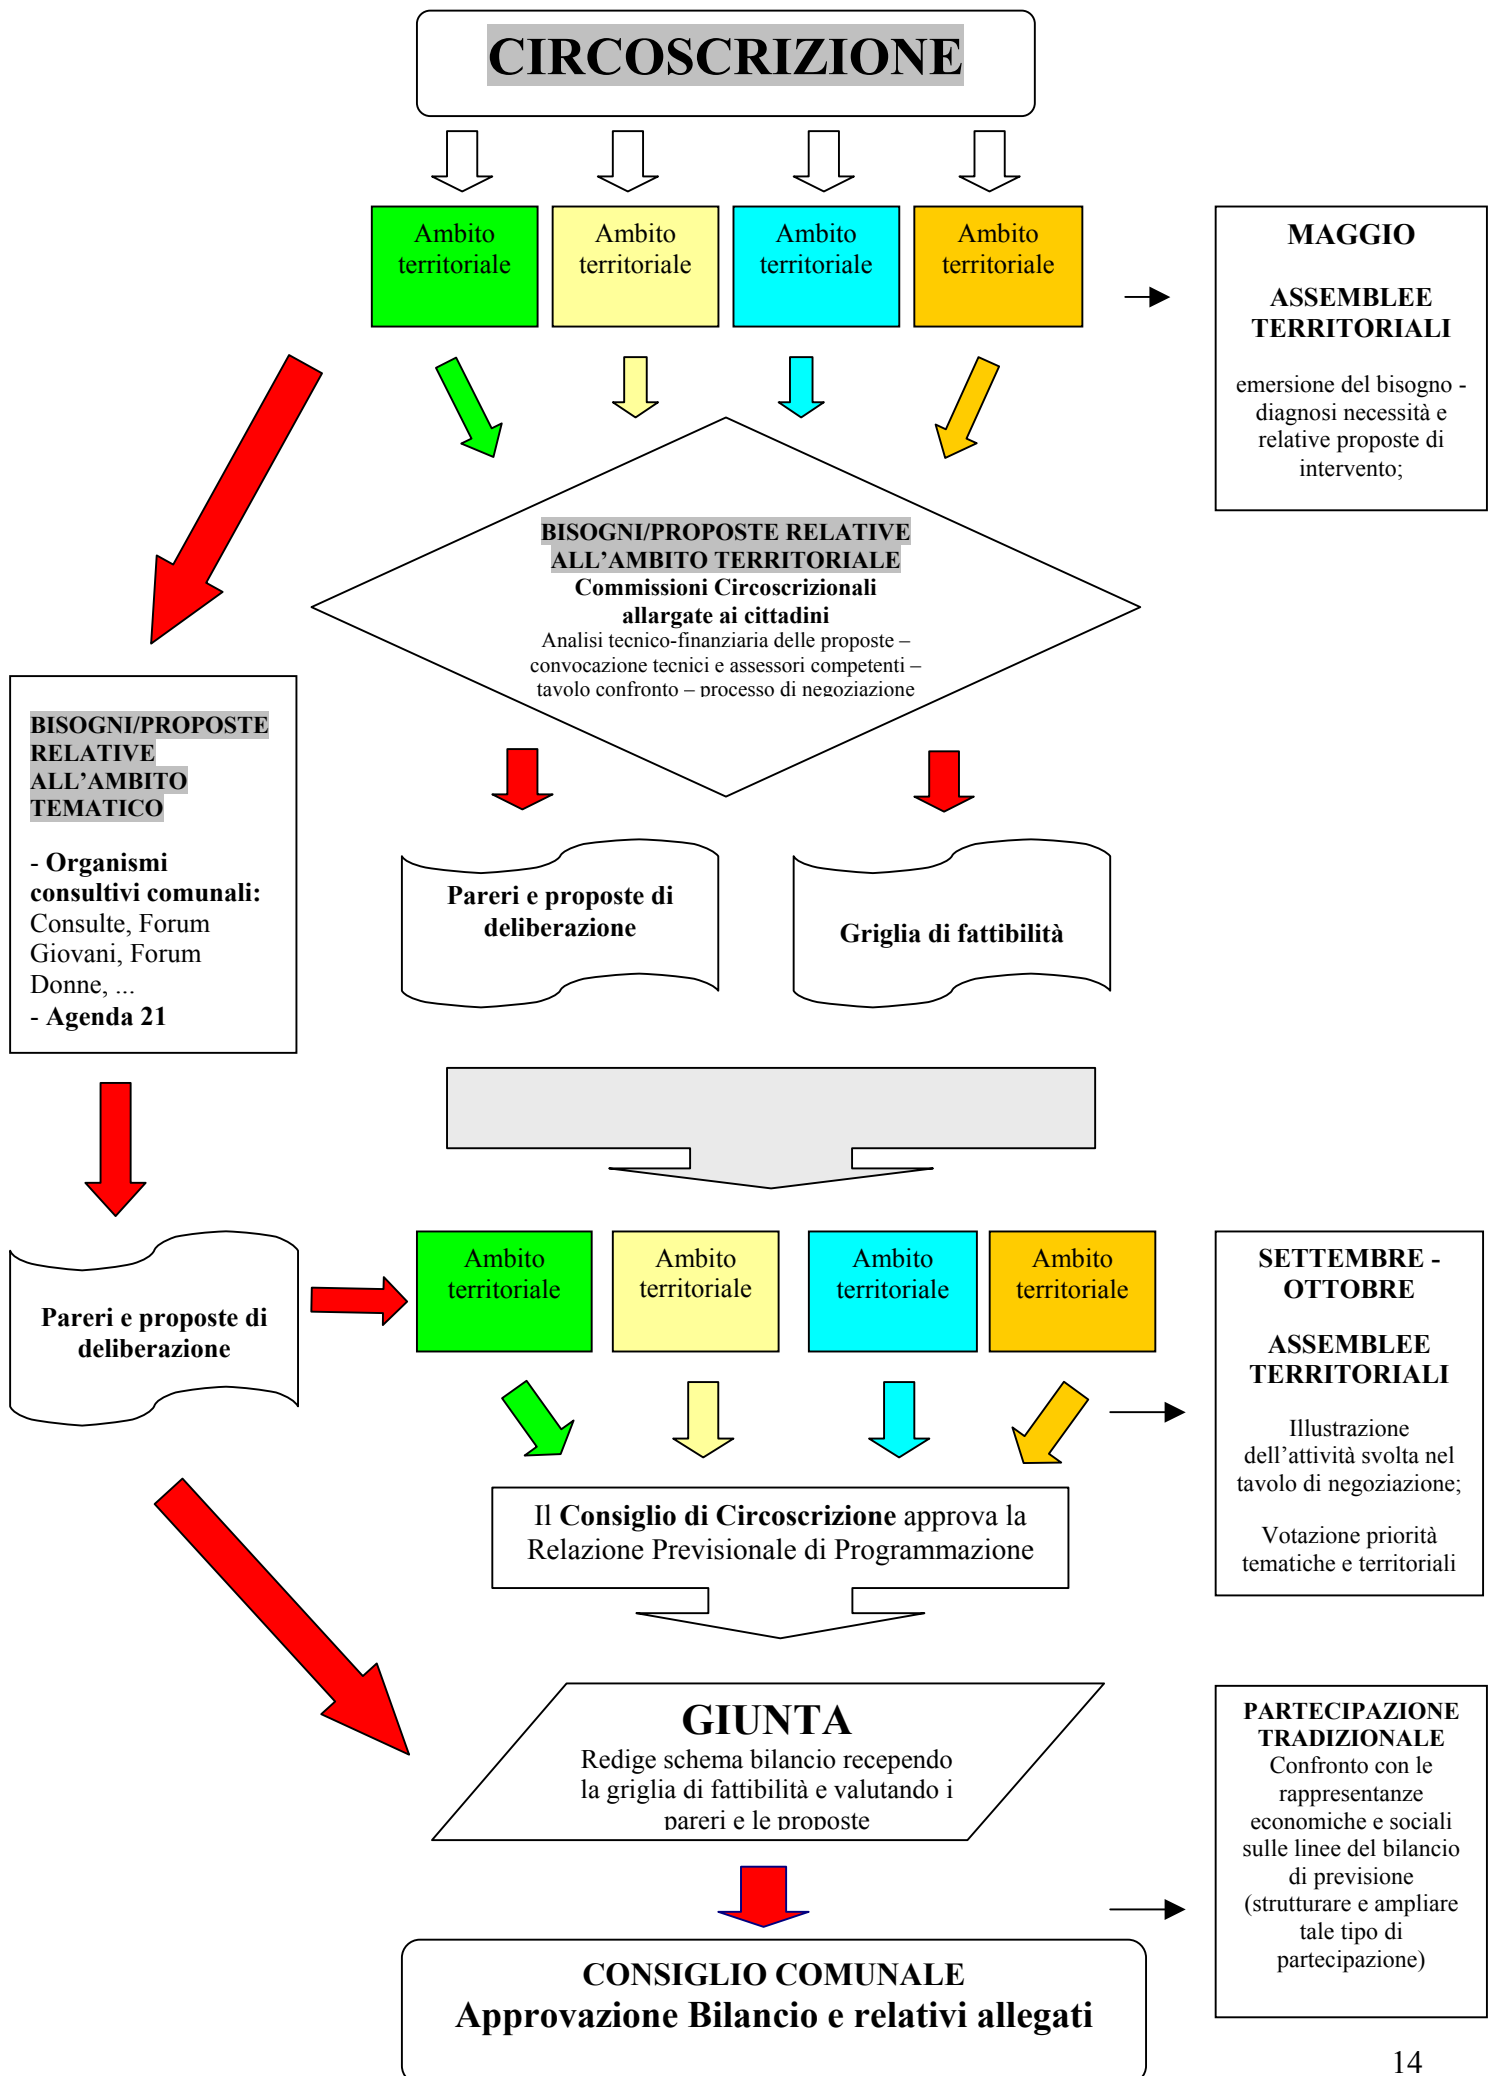 CIRCOSCRIZIONE
Ambito
territoriale
Ambito
territoriale
Ambito
territoriale
Ambito
territoriale
MAGGIO
ASSEMBLEE
TERRITORIALI
emersione del bisogno -
diagnosi necessità e
relative proposte di
intervento;
BISOGNI/PROPOSTE RELATIVE
ALL’AMBITO TERRITORIALE
Commissioni Circoscrizionali
allargate ai cittadini
Analisi tecnico-finanziaria delle proposte –
convocazione tecnici e assessori competenti –
tavolo confronto – processo di negoziazione
BISOGNI/PROPOSTE
RELATIVE
ALL’AMBITO
TEMATICO
- Organismi
consultivi comunali:
Consulte, Forum
Giovani, Forum
Donne, ...
- Agenda 21
Pareri e proposte di
deliberazione
Griglia di fattibilità
Pareri e proposte di
deliberazione
Ambito
territoriale
Ambito
territoriale
Ambito
territoriale
Ambito
territoriale
SETTEMBRE -
OTTOBRE
ASSEMBLEE
TERRITORIALI
Illustrazione
dell’attività svolta nel
tavolo di negoziazione;
Votazione priorità
tematiche e territoriali
Il Consiglio di Circoscrizione approva la
Relazione Previsionale di Programmazione
GIUNTA
Redige schema bilancio recependo
la griglia di fattibilità e valutando i
pareri e le proposte
PARTECIPAZIONE
TRADIZIONALE
Confronto con le
rappresentanze
economiche e sociali
sulle linee del bilancio
di previsione
(strutturare e ampliare
tale tipo di
partecipazione)
CONSIGLIO COMUNALE
Approvazione Bilancio e relativi allegati
14